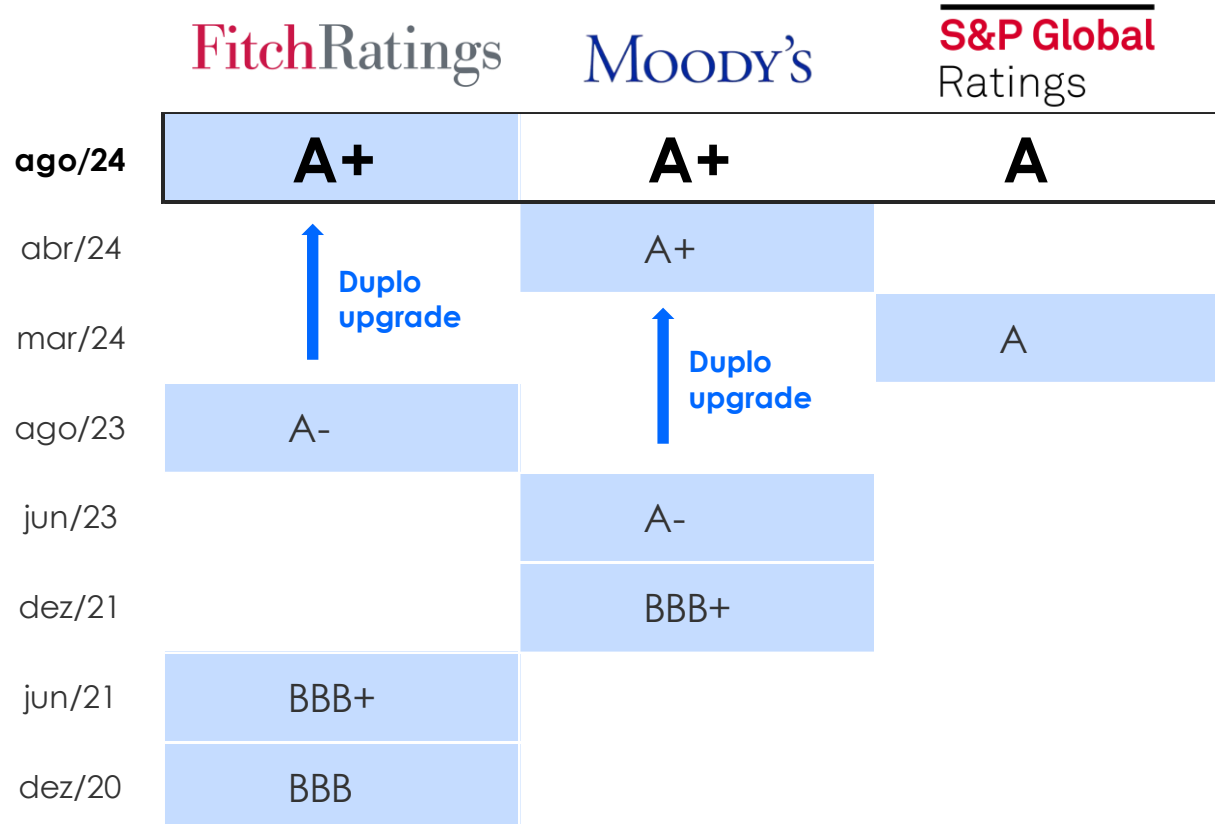 FitchRatings
MOODY'S
S&P Global
Ratings
ago/24 A+ A+ A
abr/24 A+
Duplo
upgrade
mar/24 A
Duplo
upgrade
ago/23 A-
jun/23 A-
dez/21 BBB+
jun/21 BBB+
dez/20 BBB